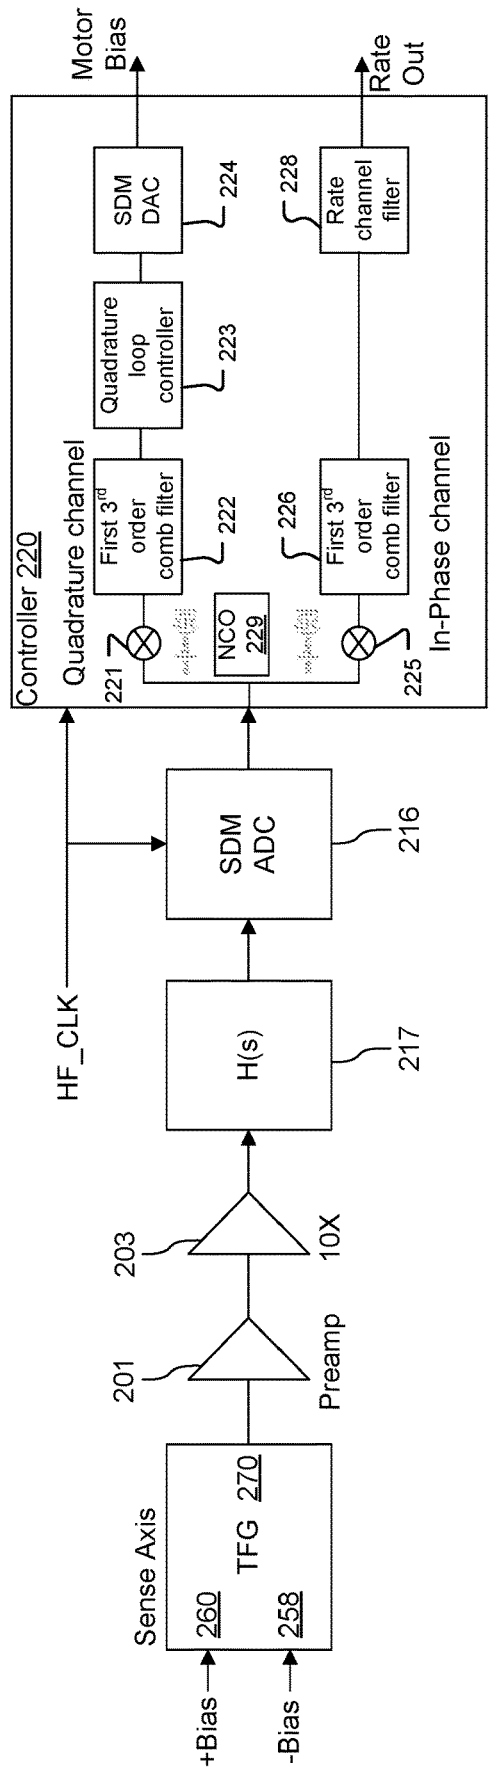 Sense Axis
+Bias
-Bias
260
258
TFG 270
201
Preamp
203
10X
H(s)
217
HF_CLK
SDM
ADC
216
Controller 220
Quadrature channel
221
First 3rd
order
comb filter
222
Quadrature
loop
controller
223
SDM
DAC
224
Motor
Bias
NCO
229
225
First 3rd
order
comb filter
226
In-Phase channel
Rate
channel
filter
228
Rate
Out